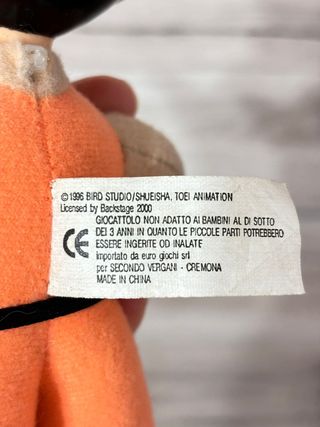 ©1996 BIRD STUDIO/SHUEISHA, TOEI ANIMATION
Licensed by Backstage 2000
GIOCATTOLO NON ADATTO AI BAMBINI AL DI SOTTO
DEI 3 ANNI IN QUANTO LE PICCOLE PARTI POTREBBERO
CE ESSERE INGERITE OD INALATE
importado da euro giochi srl
per SECONDO VERGANI - CREMONA
MADE IN CHINA